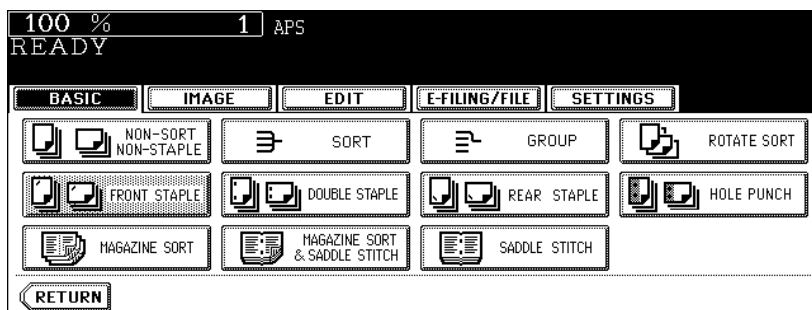 100 % 1 APS
READY
BASIC IMAGE EDIT E-FILING/FILE SETTINGS
NON-SORT
NON-STAPLE
SORT
GROUP
ROTATE SORT
FRONT STAPLE
DOUBLE STAPLE
REAR STAPLE
HOLE PUNCH
MAGAZINE SORT
MAGAZINE SORT
& SADDLE STITCH
SADDLE STITCH
RETURN